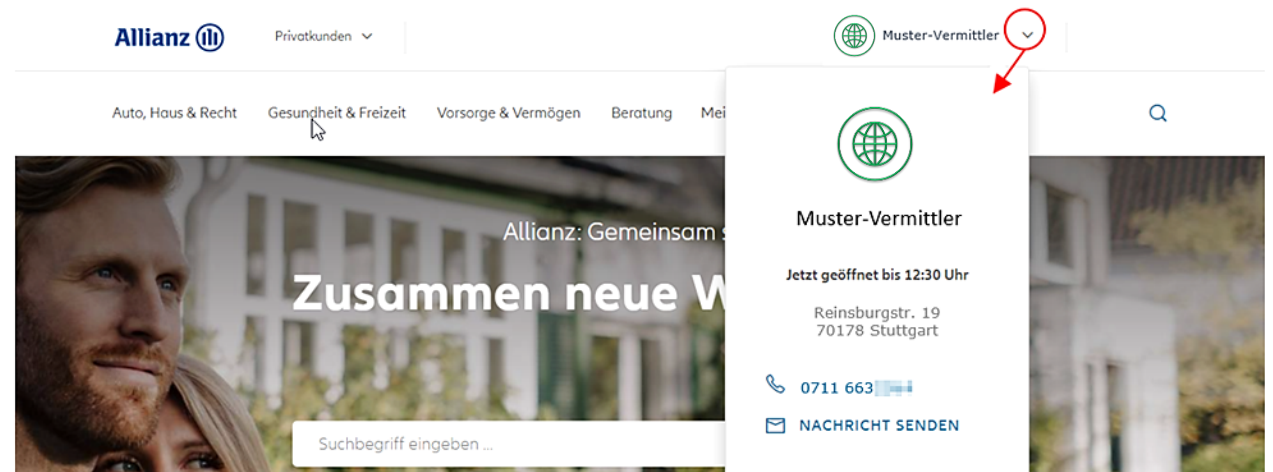 Allianz
Privatkunden
Muster-Vermittler
Auto, Haus & Recht
Gesundheit & Freizeit
Vorsorge & Vermögen
Beratung
Mei
Allianz: Gemeinsam
Zusammen neue
Suchbegriff eingeben ...
Muster-Vermittler
Jetzt geöffnet bis 12:30 Uhr
Reinsburgstr. 19
70178 Stuttgart
0711 663
NACHRICHT SENDEN